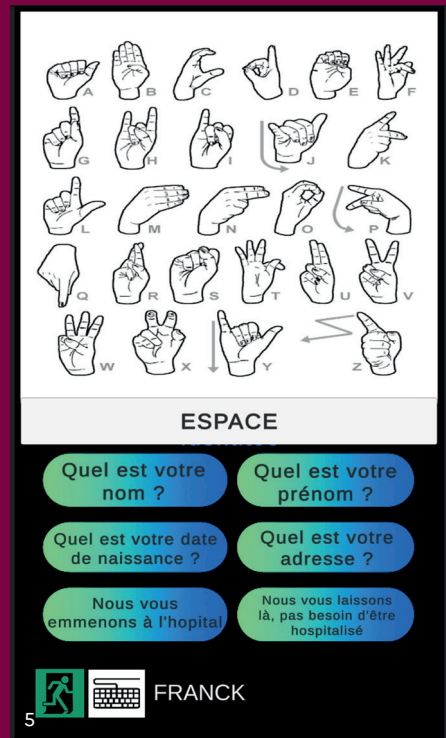 A B C D E F
G H I J K
L M N O P
Q R S T U V
W X Y Z
ESPACE
Quel est votre
nom ?
Quel est votre
prénom ?
Quel est votre date
de naissance ?
Quel est votre
adresse ?
Nous vous
emmenons à l'hopital
Nous vous laissons
là, pas besoin d'être
hospitalisé
FRANCK
5